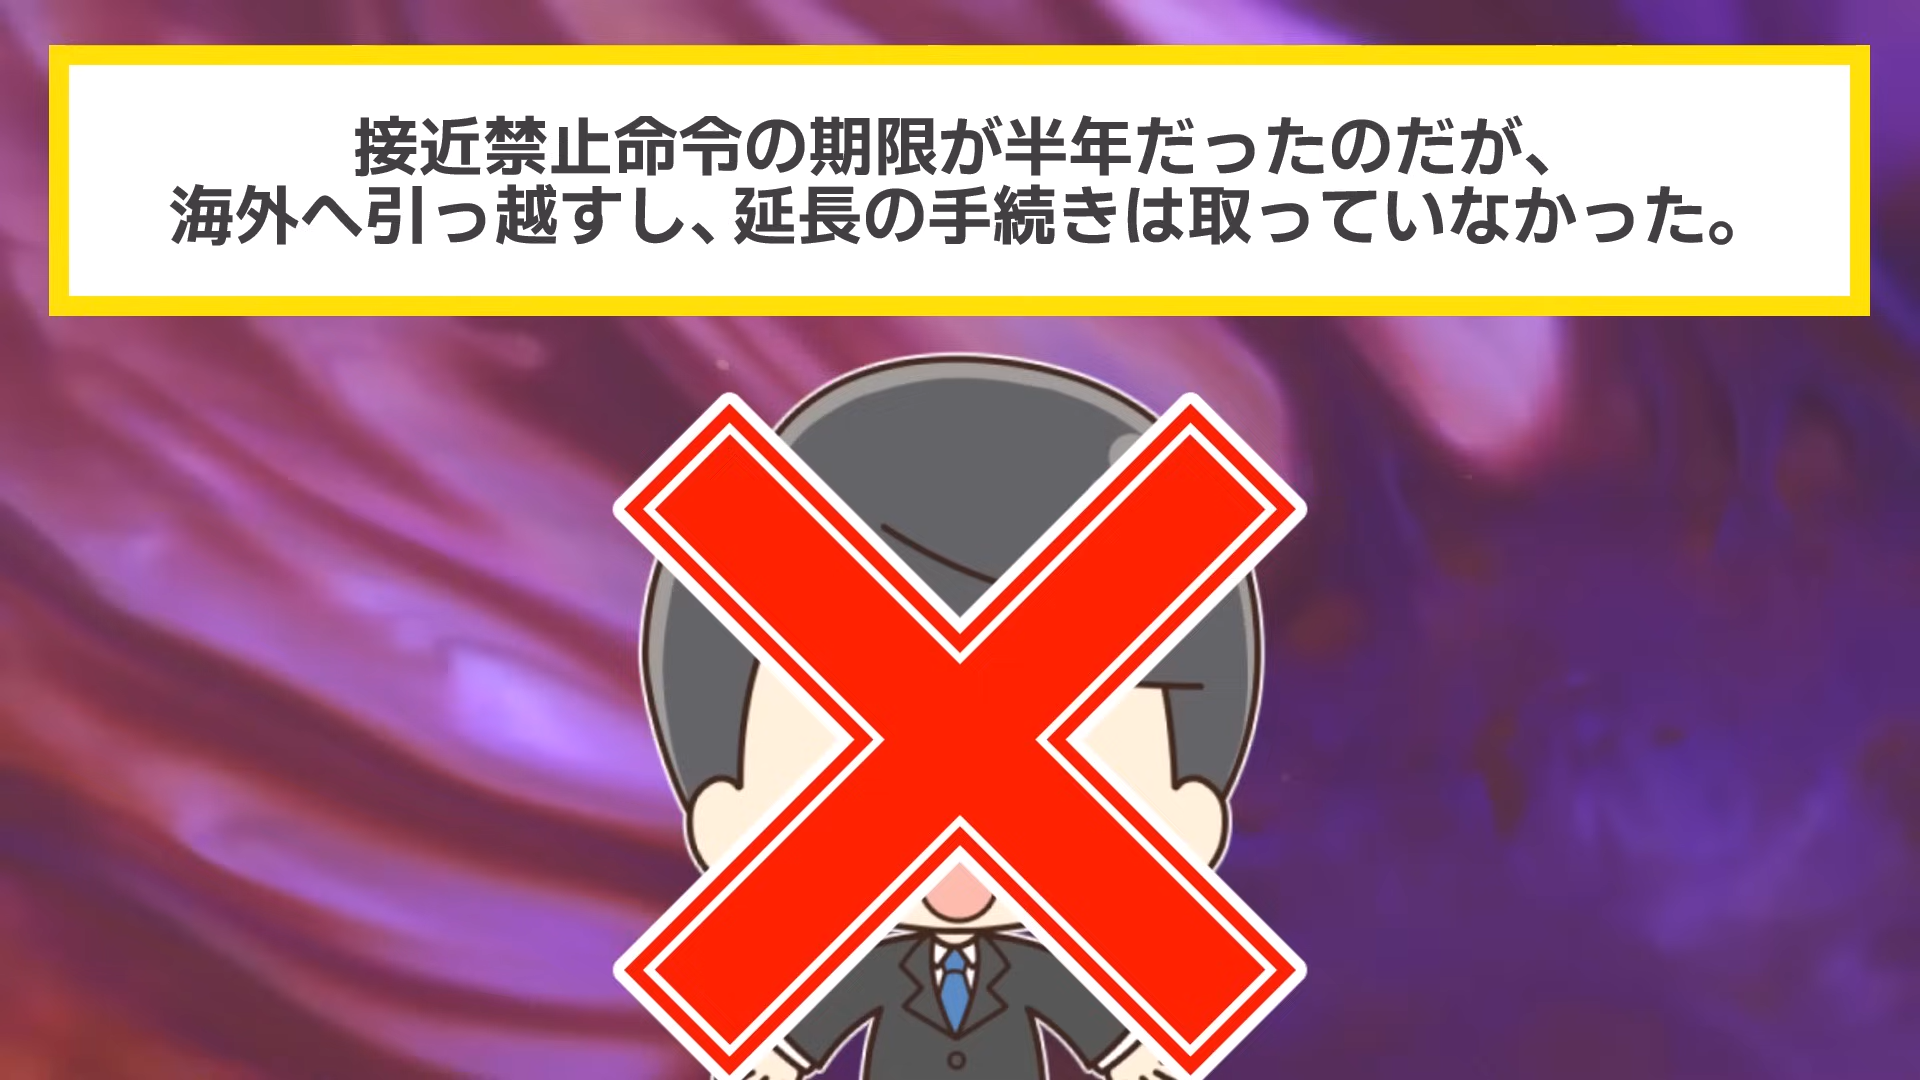 接近禁止命令の期限が半年だったのだが、
海外へ引っ越すし、延長の手続きは取っていなかった。